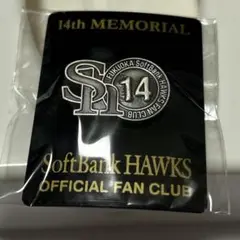 14th MEMORIAL
SH
14
FUKUOKA SoftBank HAWKS FAN CLUB
SoftBank HAWKS
OFFICIAL FAN CLUB